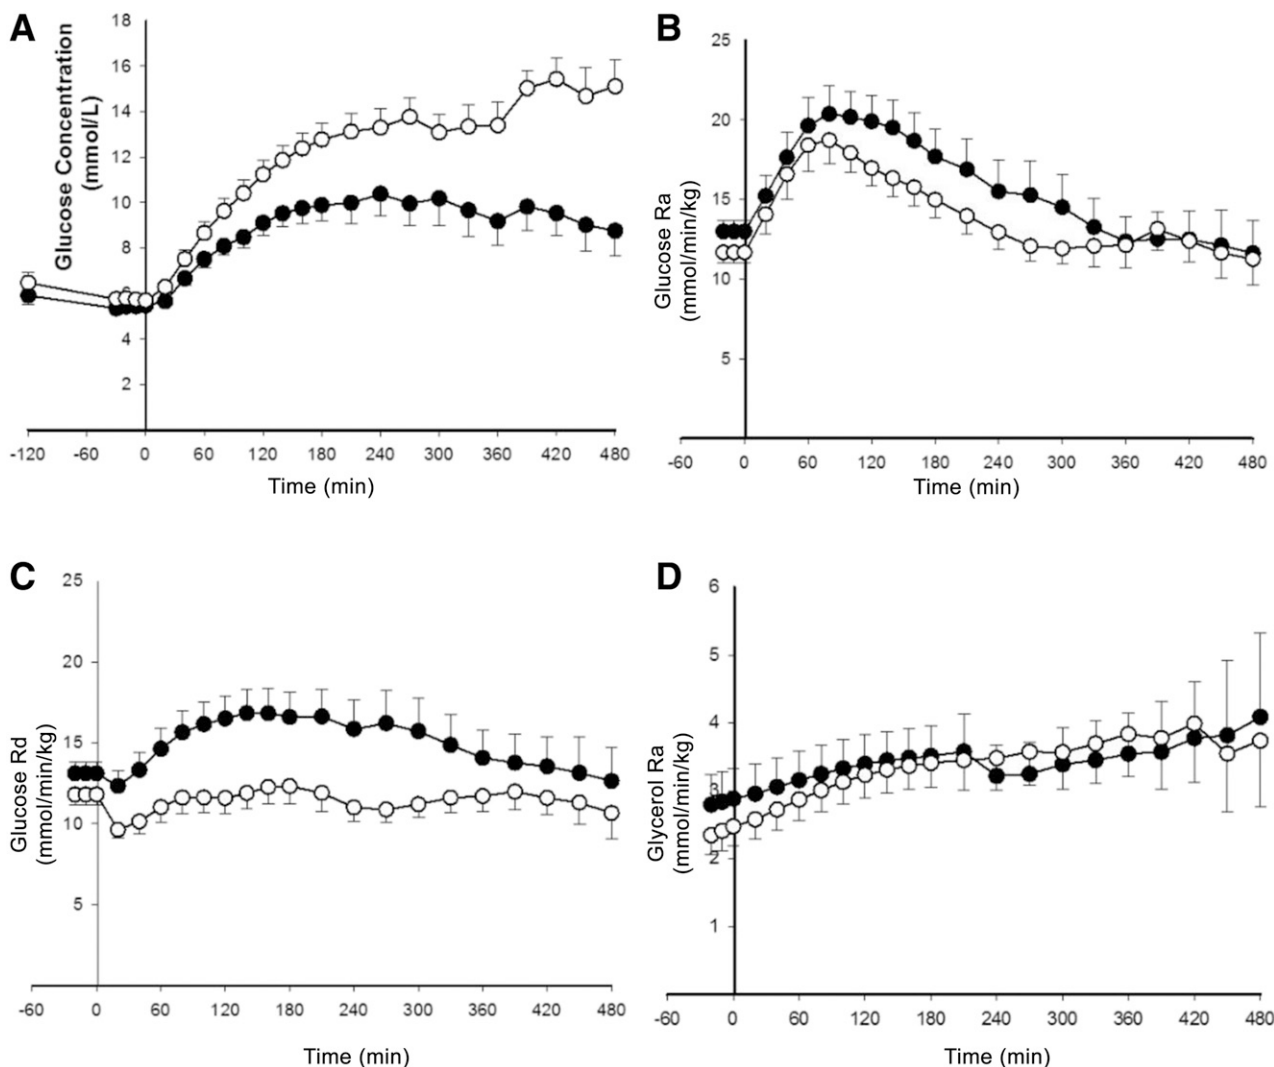 A
Glucose Concentration
(mmol/L)
18
16
14
12
10
8
6
4
2
-120 -60 0 60 120 180 240 300 360 420 480
Time (min)
B
Glucose Ra
(mmol/min/kg)
25
20
15
10
5
-60 0 60 120 180 240 300 360 420 480
Time (min)
C
Glucose Rd
(mmol/min/kg)
25
20
15
10
5
-60 0 60 120 180 240 300 360 420 480
Time (min)
D
Glycerol Ra
(mmol/min/kg)
6
5
4
3
2
1
-60 0 60 120 180 240 300 360 420 480
Time (min)